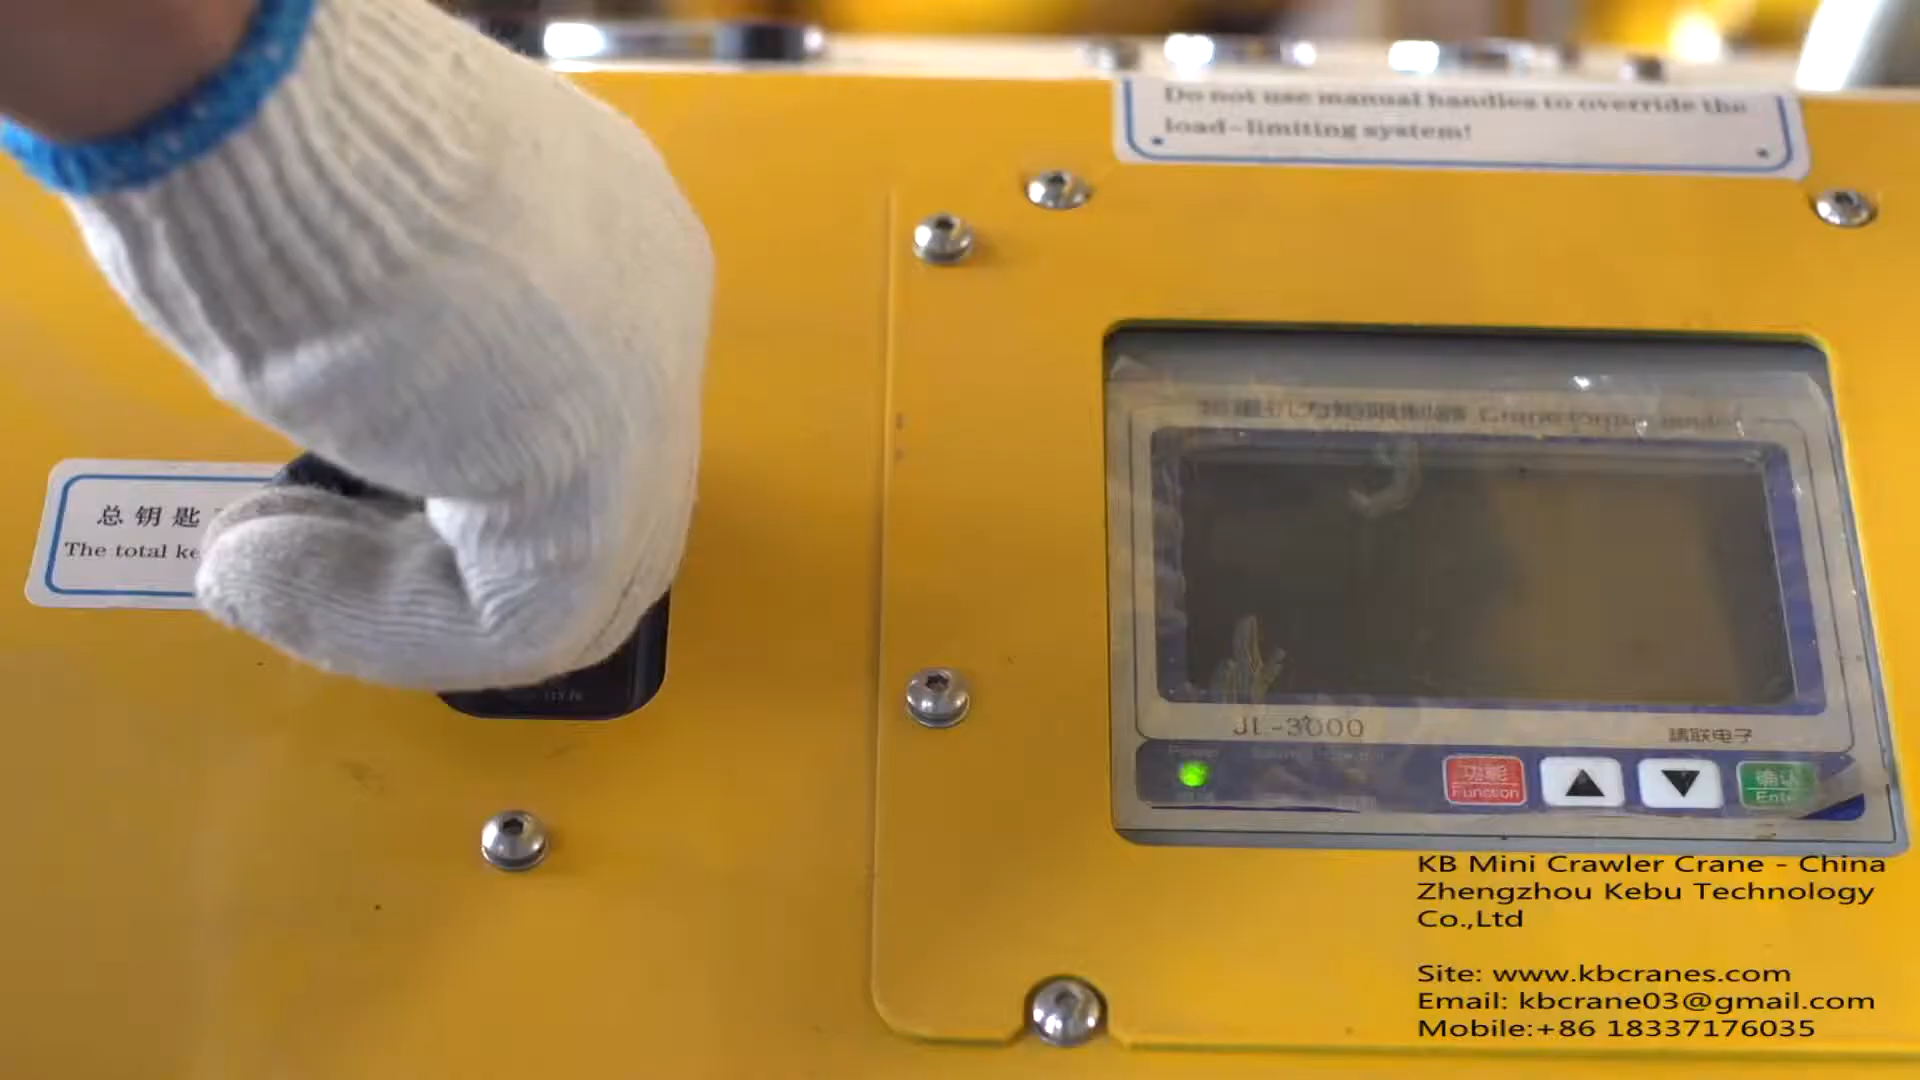 Do not use manual handles to override the
load-limiting system!
总钥匙
The total ke
JL-3000
Power
功能
Function
确认
Ente
KB Mini Crawler Crane - China
Zhengzhou Kebu Technology
Co.,Ltd
Site: www.kbcranes.com
Email: kbcrane03@gmail.com
Mobile:+86 18337176035